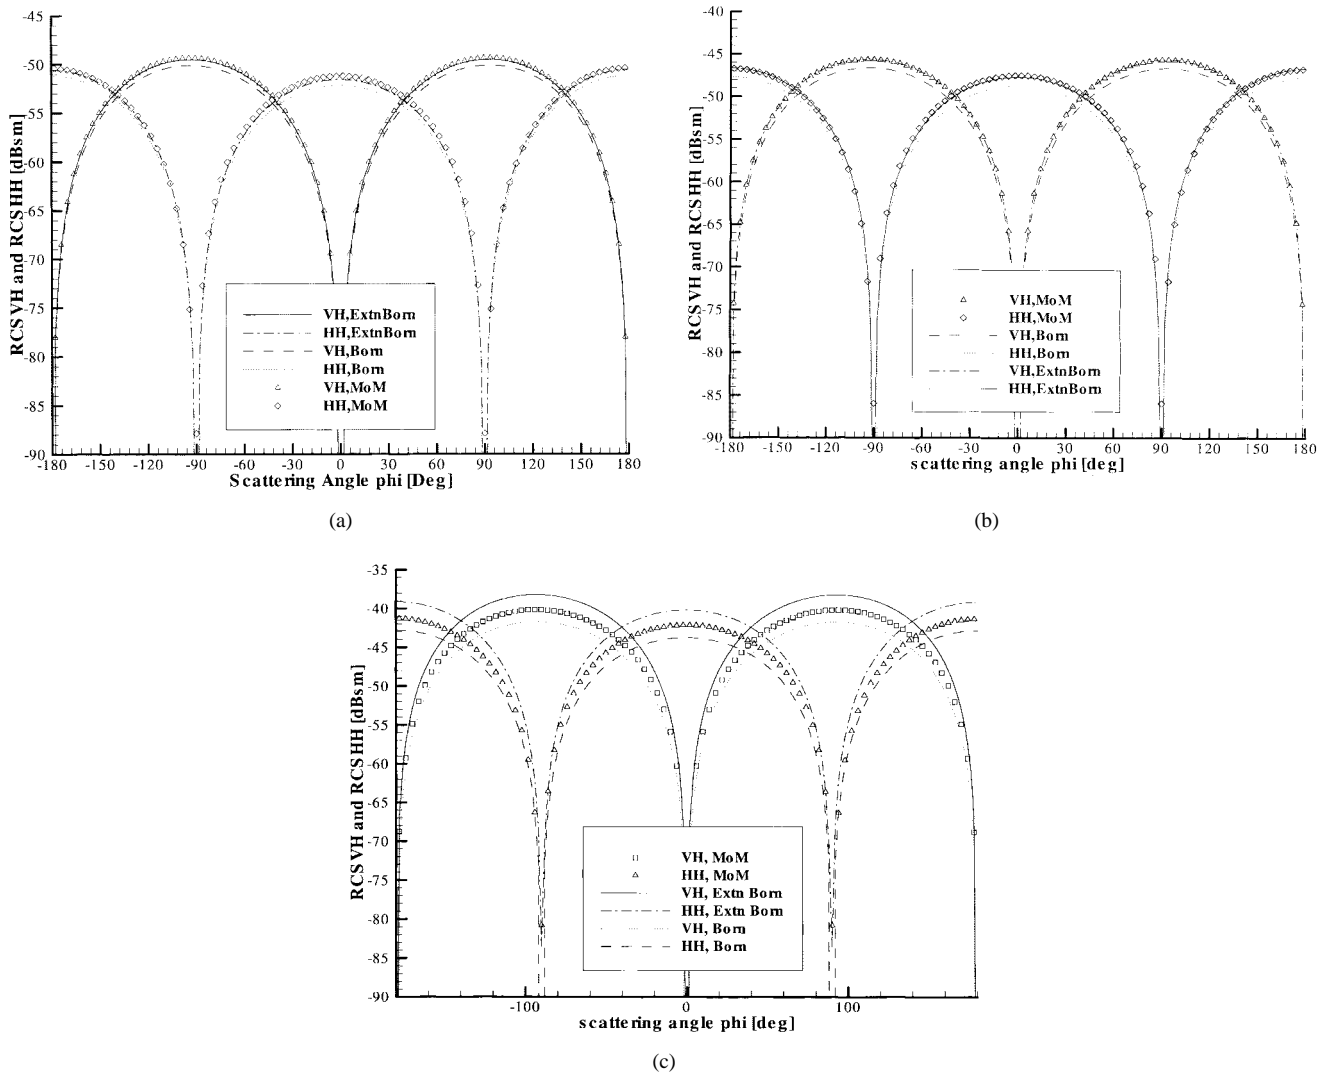 -45
-50
-55
-60
-65
-70
-75
-80
-85
-90
RCS VH and RCS HH [dBsm]
VH,ExtnBorn
HH,ExtnBorn
VH,Born
HH,Born
VH,MoM
HH,MoM
-180 -150 -120 -90 -60 -30 0 30 60 90 120 150 180
Scattering Angle phi [Deg]
(a)
-40
-45
-50
-55
-60
-65
-70
-75
-80
-85
-90
RCS VH and RCS HH [dBsm]
VH,MoM
HH,MoM
VH,Born
HH,Born
VH,ExtnBorn
HH,ExtnBorn
-180 -150 -120 -90 -60 -30 0 30 60 90 120 150 180
scattering angle phi [deg]
(b)
-35
-40
-45
-50
-55
-60
-65
-70
-75
-80
-85
-90
RCS VH and RCS HH [dBsm]
VH, MoM
HH, MoM
VH, Extn Born
HH, Extn Born
VH, Born
HH, Born
-100 0 100
scattering angle phi [deg]
(c)